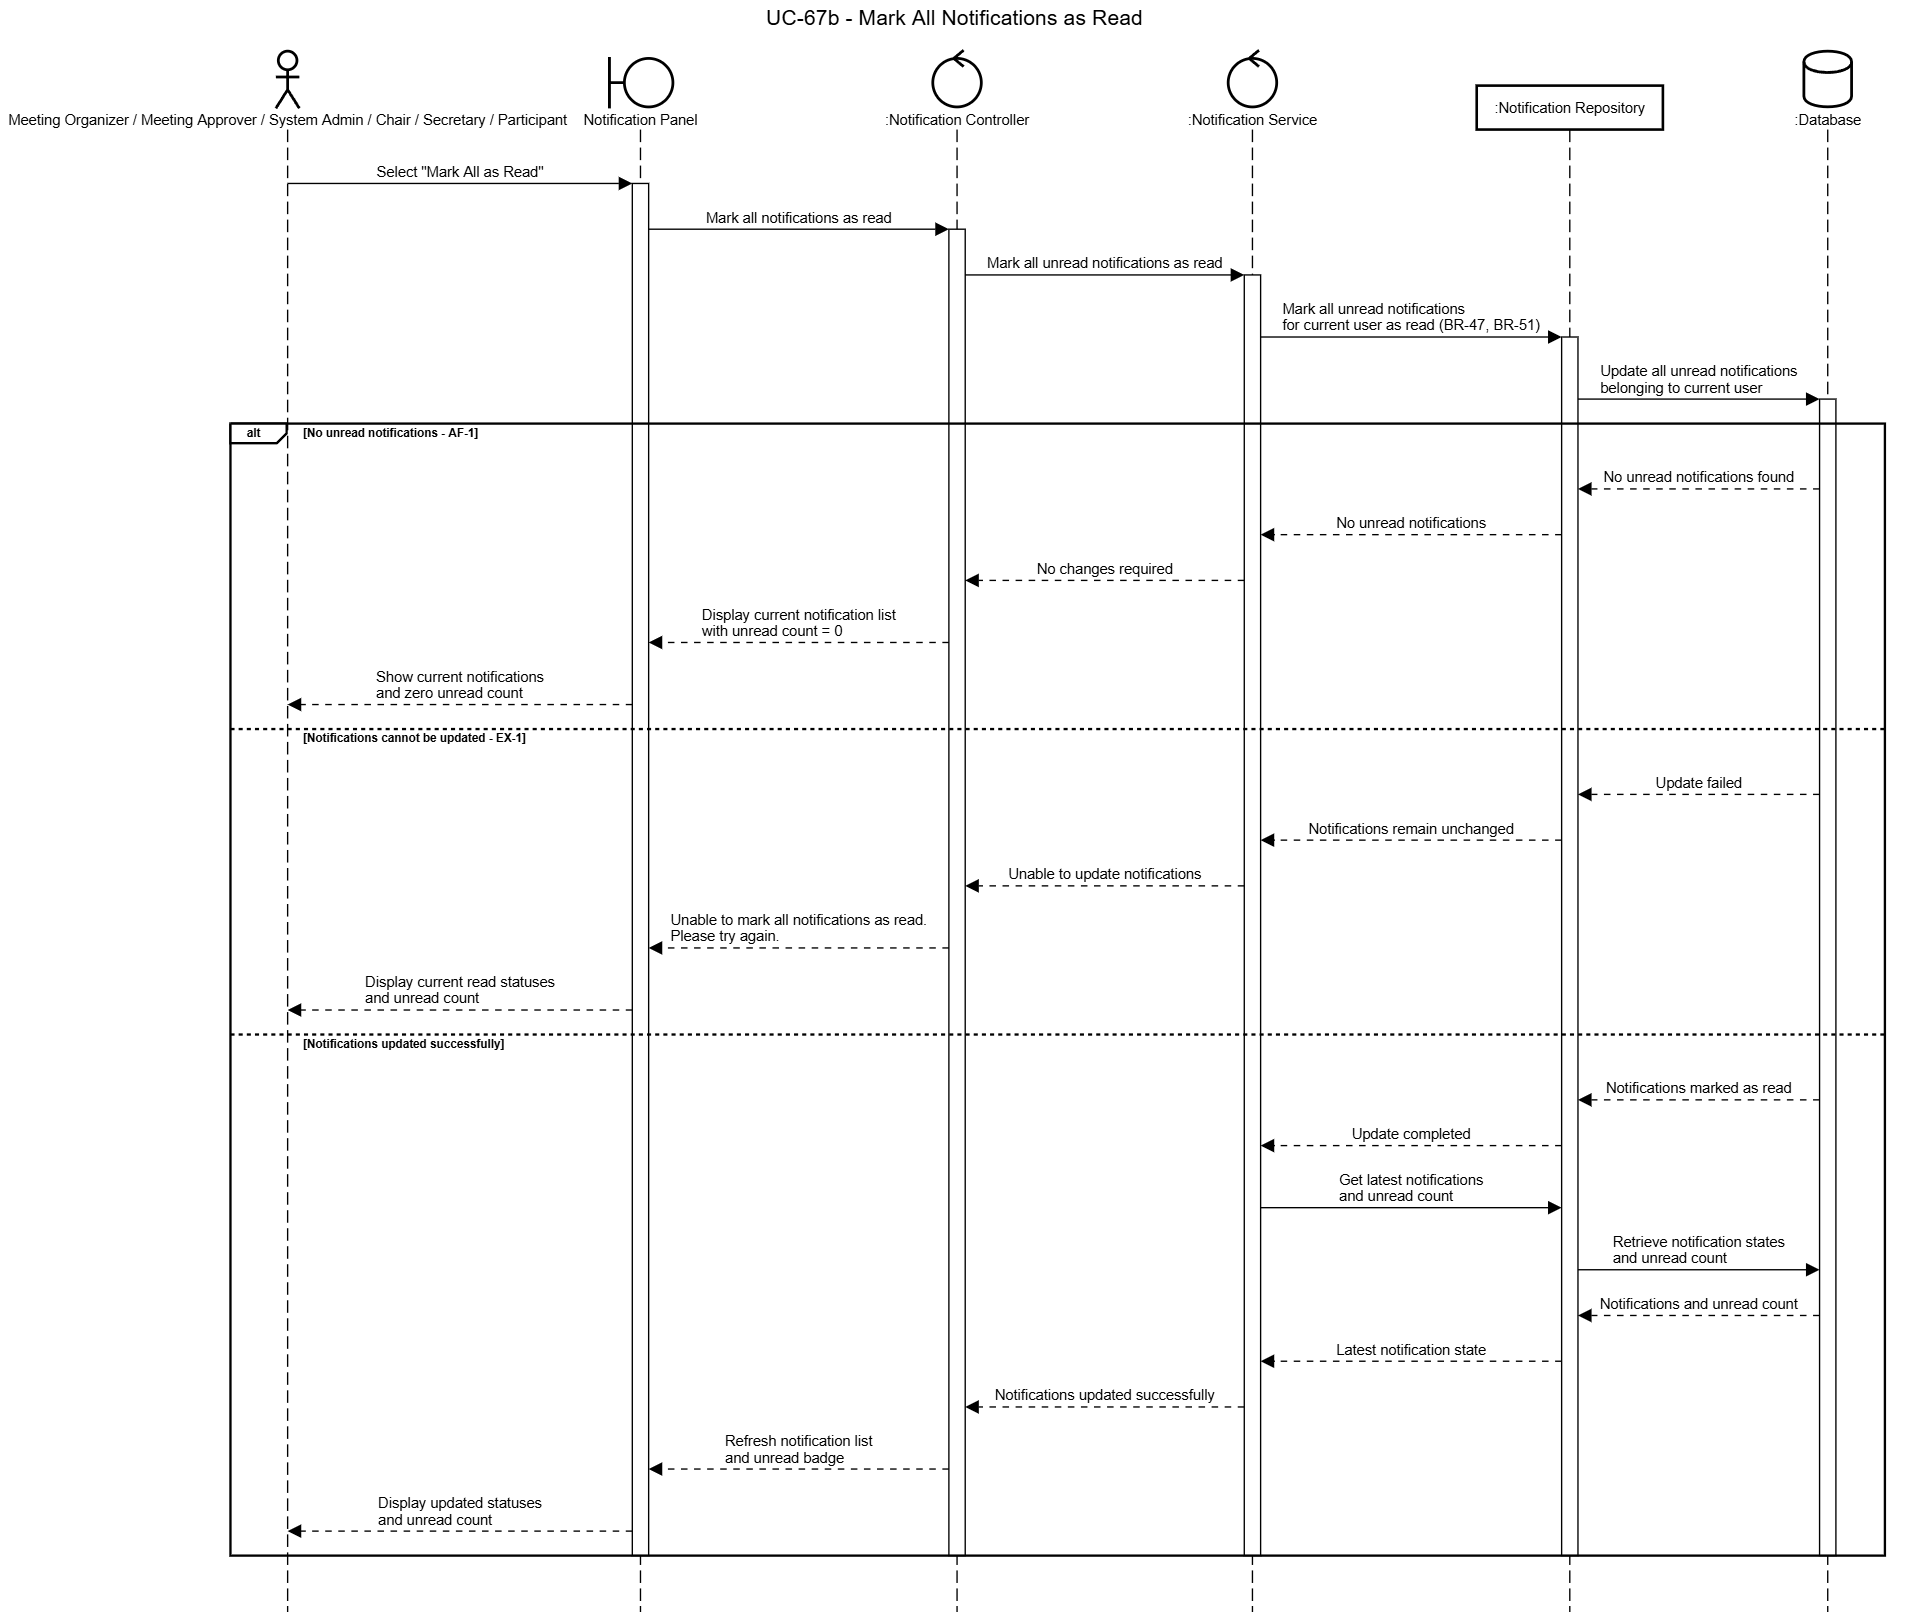 UC-67b - Mark All Notifications as Read
Meeting Organizer / Meeting Approver / System Admin / Chair / Secretary / Participant
Notification Panel
:Notification Controller
:Notification Service
:Notification Repository
:Database
Select "Mark All as Read"
Mark all notifications as read
Mark all unread notifications as read
Mark all unread notifications
for current user as read (BR-47, BR-51)
Update all unread notifications
belonging to current user
alt
[No unread notifications - AF-1]
No unread notifications found
No unread notifications
No changes required
Display current notification list
with unread count = 0
Show current notifications
and zero unread count
[Notifications cannot be updated - EX-1]
Update failed
Notifications remain unchanged
Unable to update notifications
Unable to mark all notifications as read.
Please try again.
Display current read statuses
and unread count
[Notifications updated successfully]
Notifications marked as read
Update completed
Get latest notifications
and unread count
Retrieve notification states
and unread count
Notifications and unread count
Latest notification state
Notifications updated successfully
Refresh notification list
and unread badge
Display updated statuses
and unread count